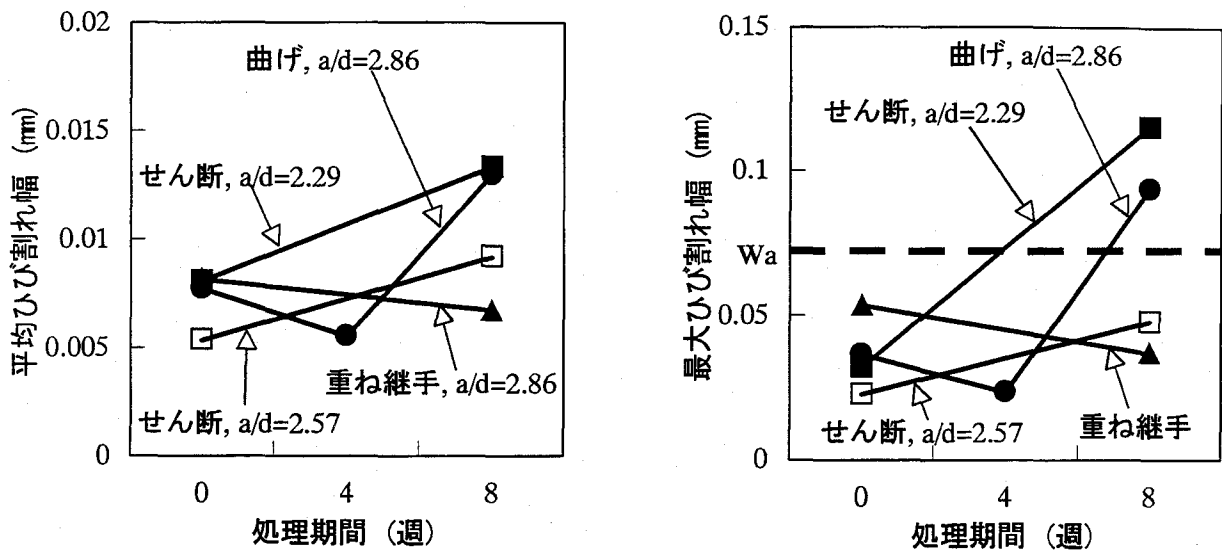 0.02
0.015
0.01
0.005
0
平均ひび割れ幅 (mm)
曲げ, a/d=2.86
せん断, a/d=2.29
重ね継手, a/d=2.86
せん断, a/d=2.57
0 4 8
処理期間 (週)
0.15
0.1
Wa
0.05
0
最大ひび割れ幅 (mm)
曲げ, a/d=2.86
せん断, a/d=2.29
重ね継手
せん断, a/d=2.57
0 4 8
処理期間 (週)